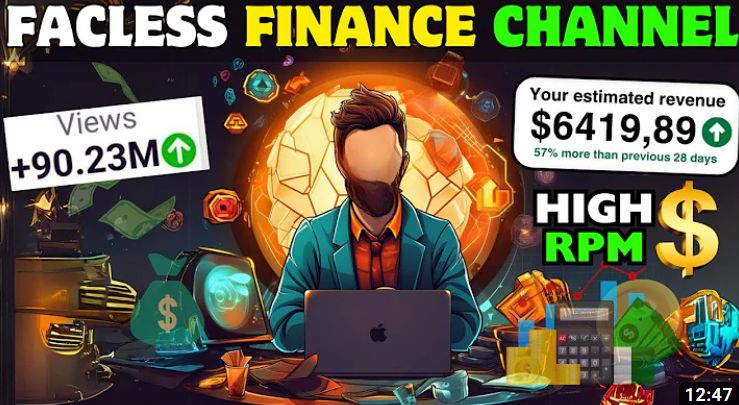 FACLESS FINANCE CHANNEL
Views
+90.23M
Your estimated revenue
$6419,89
57% more than previous 28 days
HIGH
RPM
$
$
12:47